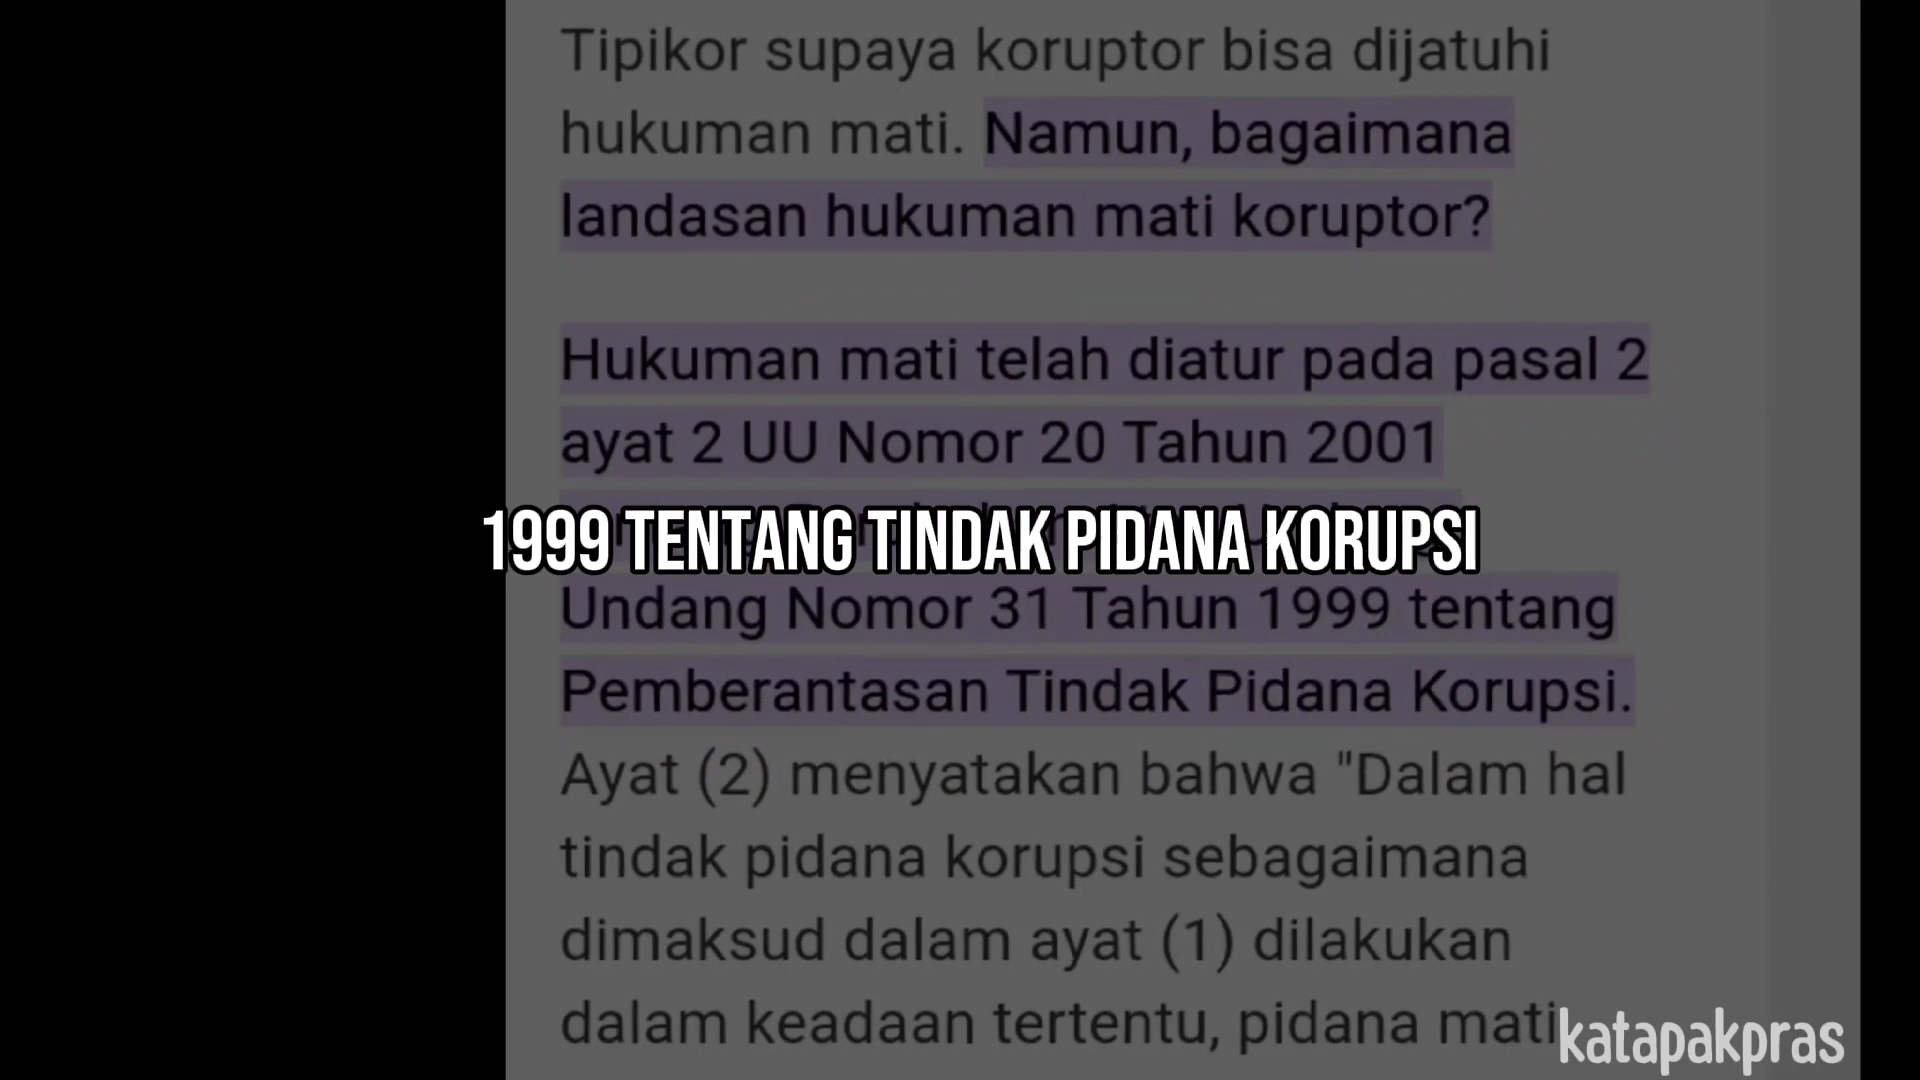 Tipikor supaya koruptor bisa dijatuhi
hukuman mati. Namun, bagaimana
landasan hukuman mati koruptor?
Hukuman mati telah diatur pada pasal 2
ayat 2 UU Nomor 20 Tahun 2001
1999 TENTANG TINDAK PIDANA KORUPSI
Undang Nomor 31 Tahun 1999 tentang
Pemberantasan Tindak Pidana Korupsi.
Ayat (2) menyatakan bahwa "Dalam hal
tindak pidana korupsi sebagaimana
dimaksud dalam ayat (1) dilakukan
dalam keadaan tertentu, pidana mati
katapakpras